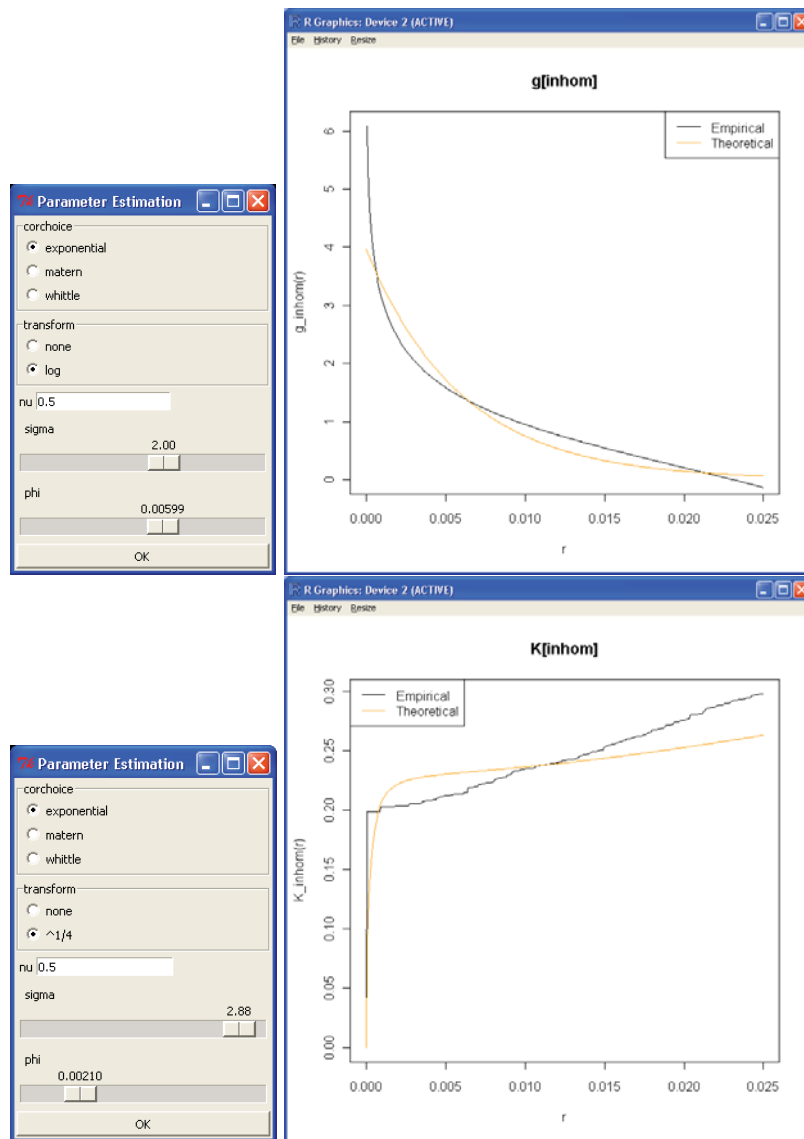 R Graphics: Device 2 (ACTIVE)
File History Resize
g[inhom]
Empirical
Theoretical
g_inhom(r)
6
5
4
3
2
1
0
0.000 0.005 0.010 0.015 0.020 0.025
r
Parameter Estimation
corchoice
exponential
matern
whittle
transform
none
log
nu 0.5
sigma
2.00
phi
0.00599
OK
R Graphics: Device 2 (ACTIVE)
File History Resize
K[inhom]
Empirical
Theoretical
K_inhom(r)
0.30
0.25
0.20
0.15
0.10
0.05
0.00
0.000 0.005 0.010 0.015 0.020 0.025
r
Parameter Estimation
corchoice
exponential
matern
whittle
transform
none
^1/4
nu 0.5
sigma
2.88
phi
0.00210
OK